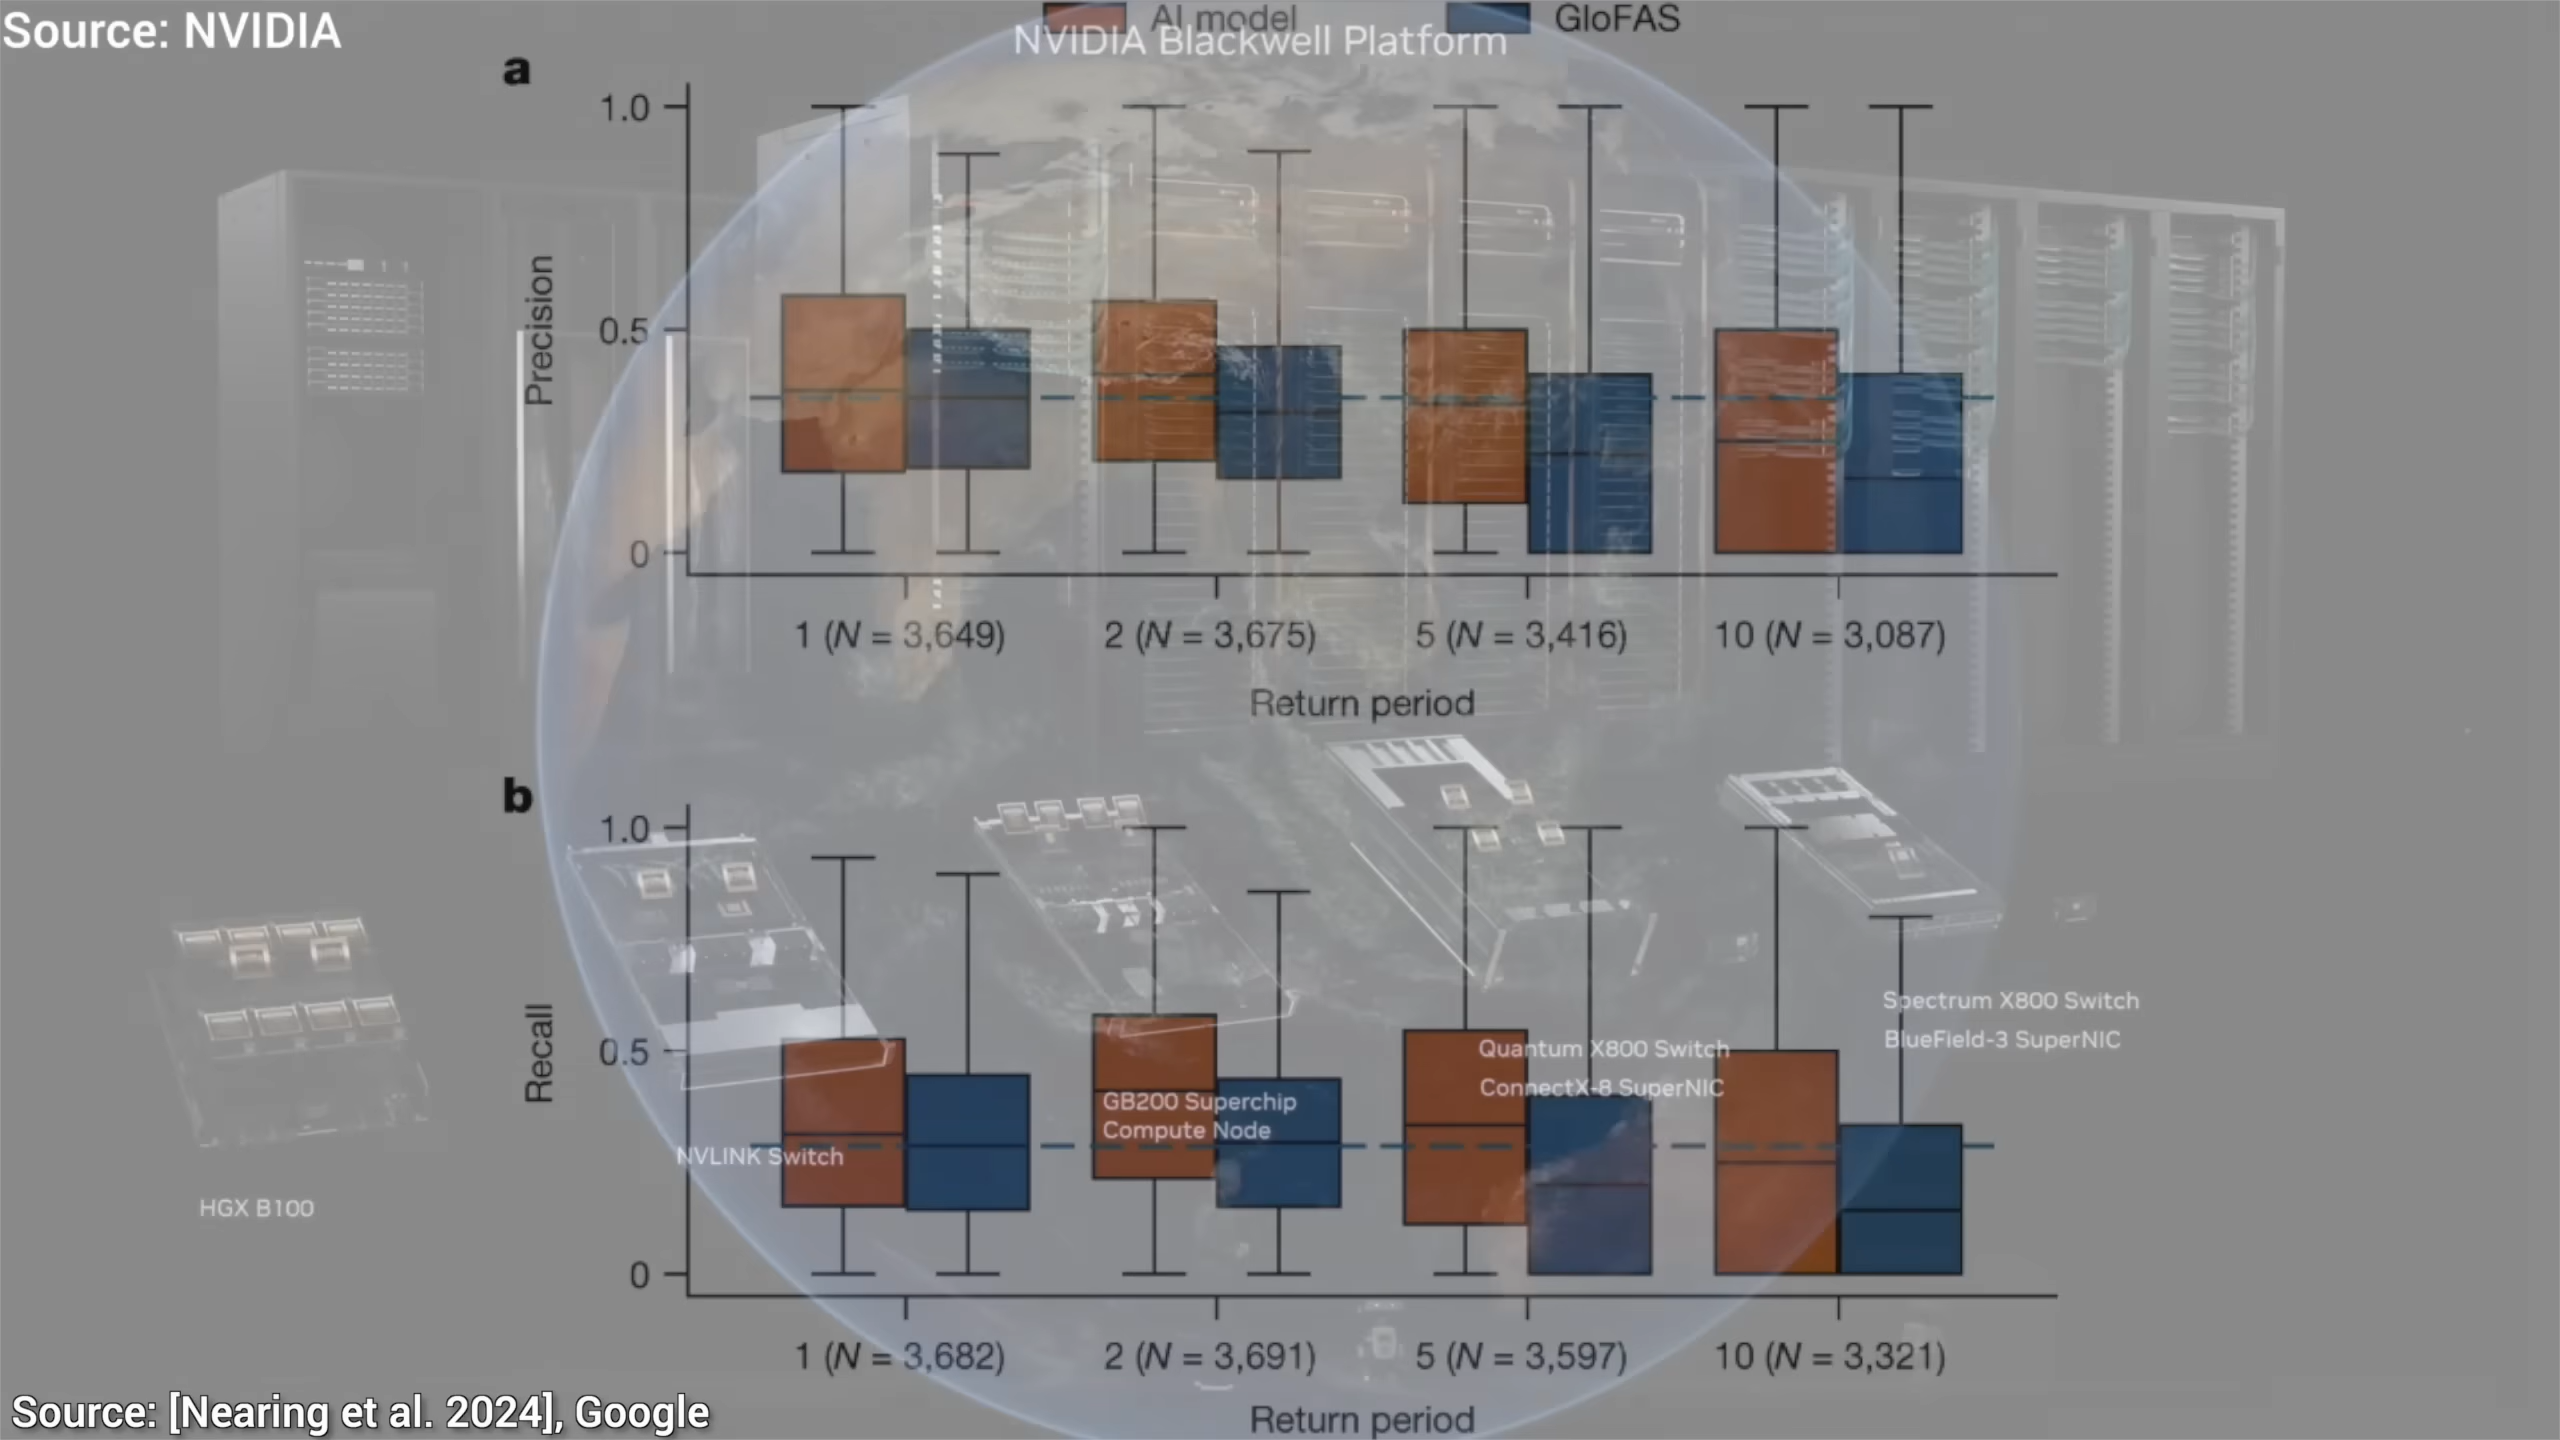 Source: NVIDIA
AI model
GloFAS
NVIDIA Blackwell Platform
a
1.0
0.5
0
Precision
1 (N = 3,649)
2 (N = 3,675)
5 (N = 3,416)
10 (N = 3,087)
Return period
b
1.0
0.5
0
Recall
Spectrum X800 Switch
BlueField-3 SuperNIC
Quantum X800 Switch
ConnectX-8 SuperNIC
GB200 Superchip
Compute Node
NVLINK Switch
HGX B100
1 (N = 3,682)
2 (N = 3,691)
5 (N = 3,597)
10 (N = 3,321)
Return period
Source: [Nearing et al. 2024], Google